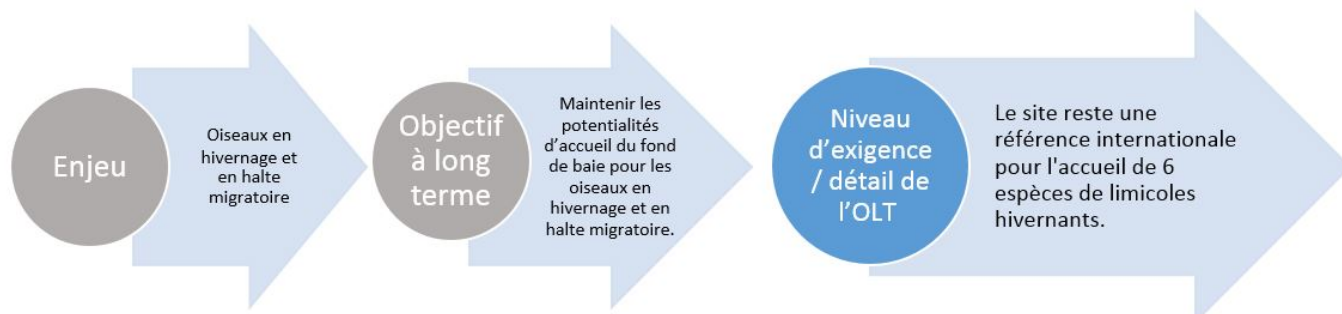 Enjeu
Oiseaux en
hivernage et
en halte
migratoire
Objectif
à long
terme
Maintenir les
potentialités
d'accueil du fond
de baie pour les
oiseaux en
hivernage et en
halte migratoire.
Niveau
d'exigence
/ détail de
l'OLT
Le site reste une
référence internationale
pour l'accueil de 6
espèces de limicoles
hivernants.